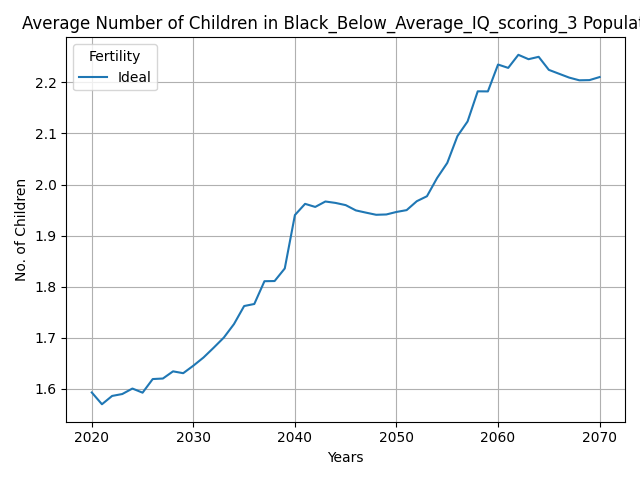 Average Number of Children in Black_Below_Average_IQ_scoring_3 Populat
Fertility
Ideal
2.2
2.1
2.0
1.9
1.8
1.7
1.6
No. of Children
2020 2030 2040 2050 2060 2070
Years